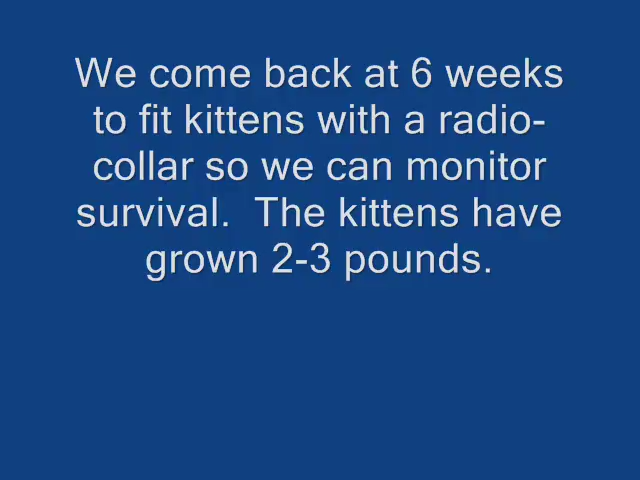 We come back at 6 weeks
to fit kittens with a radio-
collar so we can monitor
survival.  The kittens have
grown 2-3 pounds.